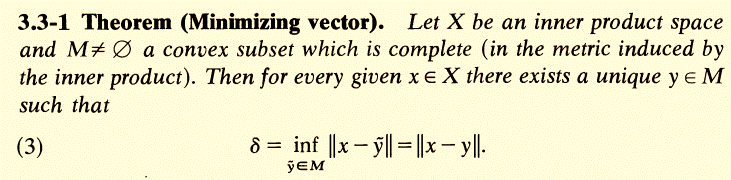 3.3-1 Theorem (Minimizing vector). Let X be an inner product space
and M≠ ∅ a convex subset which is complete (in the metric induced by
the inner product). Then for every given x ∈ X there exists a unique y ∈ M
such that
(3) δ = inf ‖x − ỹ‖ = ‖x − y‖.
ỹ∈M